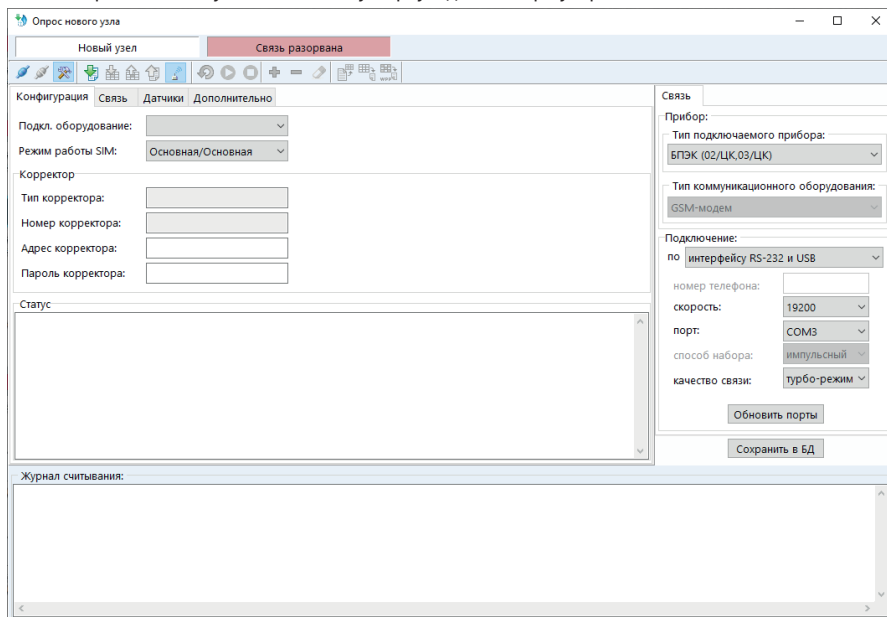 Опрос нового узла
Новый узел
Связь разорвана
Конфигурация Связь Датчики Дополнительно
Подкл. оборудование:
Режим работы SIM: Основная/Основная
Корректор
Тип корректора:
Номер корректора:
Адрес корректора:
Пароль корректора:
Статус
Связь
Прибор:
Тип подключаемого прибора:
БПЭК (02/ЦК,03/ЦК)
Тип коммуникационного оборудования:
GSM-модем
Подключение:
по интерфейсу RS-232 и USB
номер телефона:
скорость: 19200
порт: COM3
способ набора: импульсный
качество связи: турбо-режим
Обновить порты
Сохранить в БД
Журнал считывания: